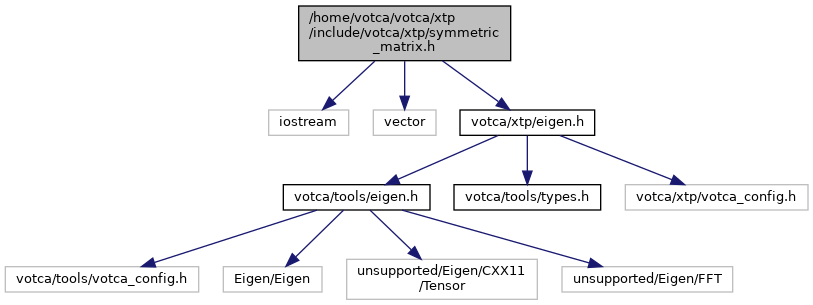 /home/votca/votca/xtp
/include/votca/xtp/symmetric
_matrix.h
iostream
vector
votca/xtp/eigen.h
votca/tools/eigen.h
votca/tools/types.h
votca/xtp/votca_config.h
votca/tools/votca_config.h
Eigen/Eigen
unsupported/Eigen/CXX11
/Tensor
unsupported/Eigen/FFT